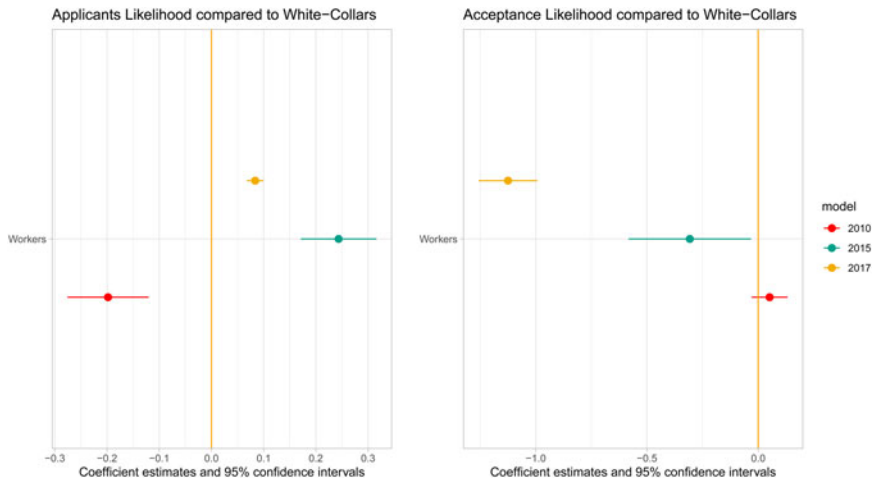 Applicants Likelihood compared to White−Collars
Workers
−0.3 −0.2 −0.1 0.0 0.1 0.2 0.3
Coefficient estimates and 95% confidence intervals
Acceptance Likelihood compared to White−Collars
Workers
−1.0 −0.5 0.0
Coefficient estimates and 95% confidence intervals
model
2010
2015
2017